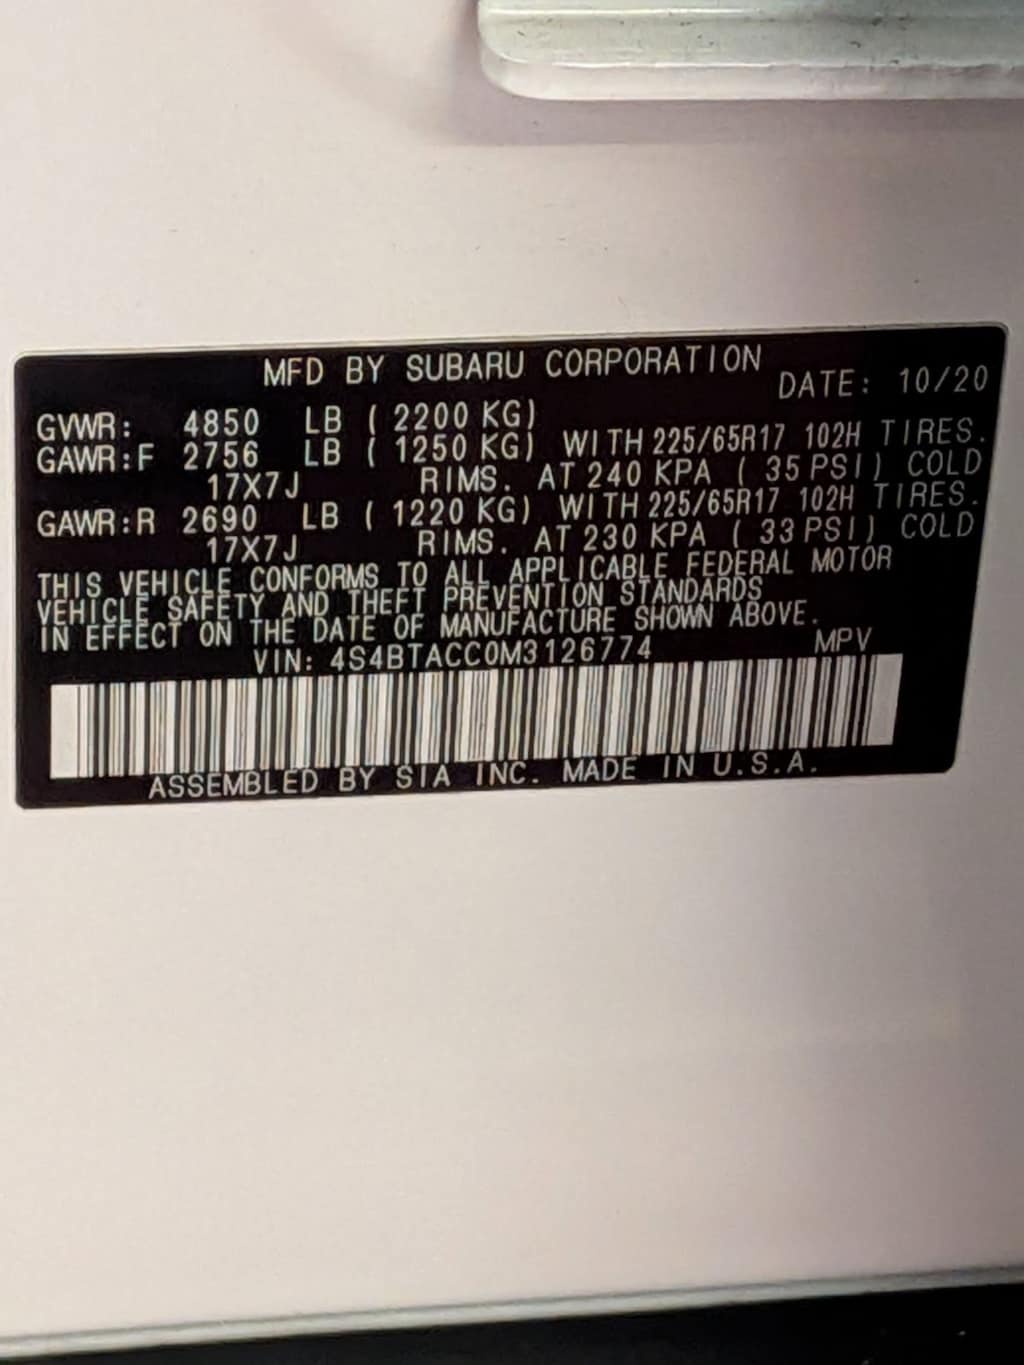 MFD BY SUBARU CORPORATION
DATE: 10/20
GVWR: 4850 LB ( 2200 KG)
GAWR:F 2756 LB ( 1250 KG) WITH 225/65R17 102H TIRES.
17X7J RIMS. AT 240 KPA ( 35 PSI) COLD
GAWR:R 2690 LB ( 1220 KG) WITH 225/65R17 102H TIRES.
17X7J RIMS. AT 230 KPA ( 33 PSI) COLD
THIS VEHICLE CONFORMS TO ALL APPLICABLE FEDERAL MOTOR
VEHICLE SAFETY AND THEFT PREVENTION STANDARDS
IN EFFECT ON THE DATE OF MANUFACTURE SHOWN ABOVE.
VIN: 4S4BTACC0M3126774 MPV
ASSEMBLED BY SIA INC. MADE IN U.S.A.